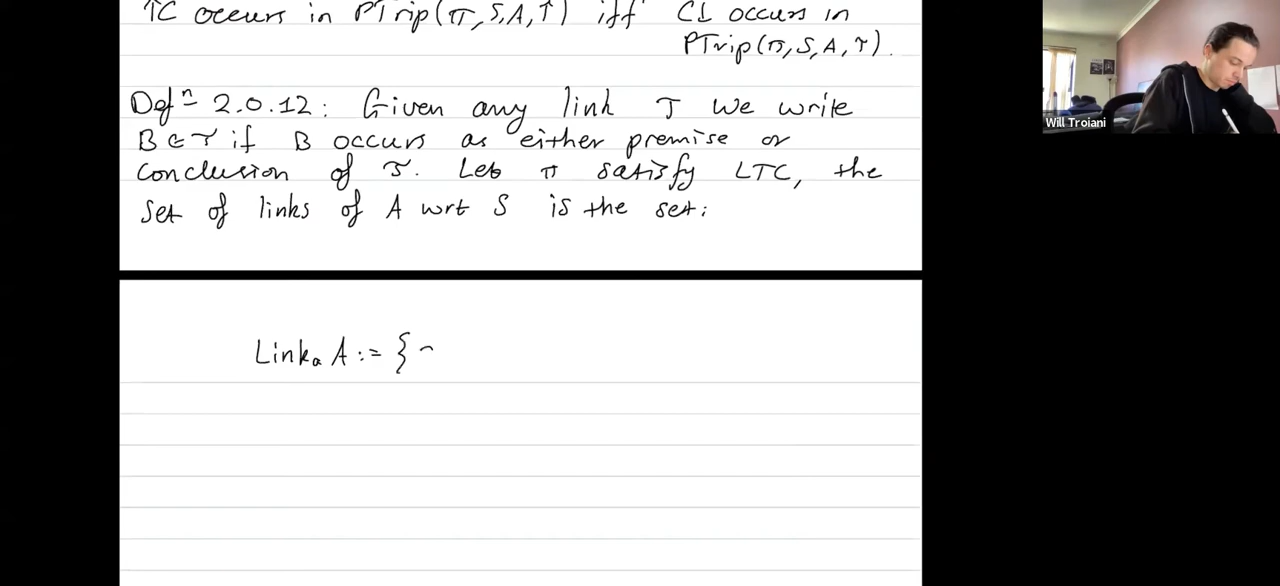 TC occurs in PTrip(π, S, A, ↑) iff CI occurs in
PTrip(π, S, A, ↑).
Defⁿ 2.0.12: Given any link τ we write
B ∈ τ if B occurs as either premise or
conclusion of τ. Let π satisfy LTC, the
set of links of A wrt S is the set:
Link A := {
Will Troiani